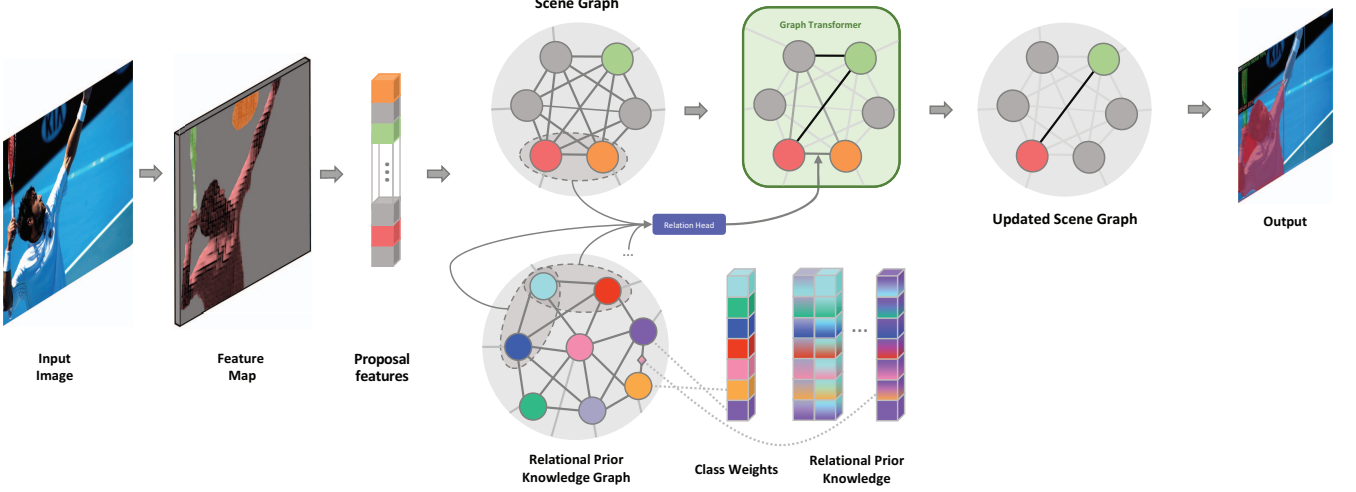 Scene Graph
Graph Transformer
KIA
Relation Head
...
Updated Scene Graph
Output
Input
Image
Feature
Map
Proposal
features
...
Relational Prior
Knowledge Graph
Class Weights
Relational Prior
Knowledge